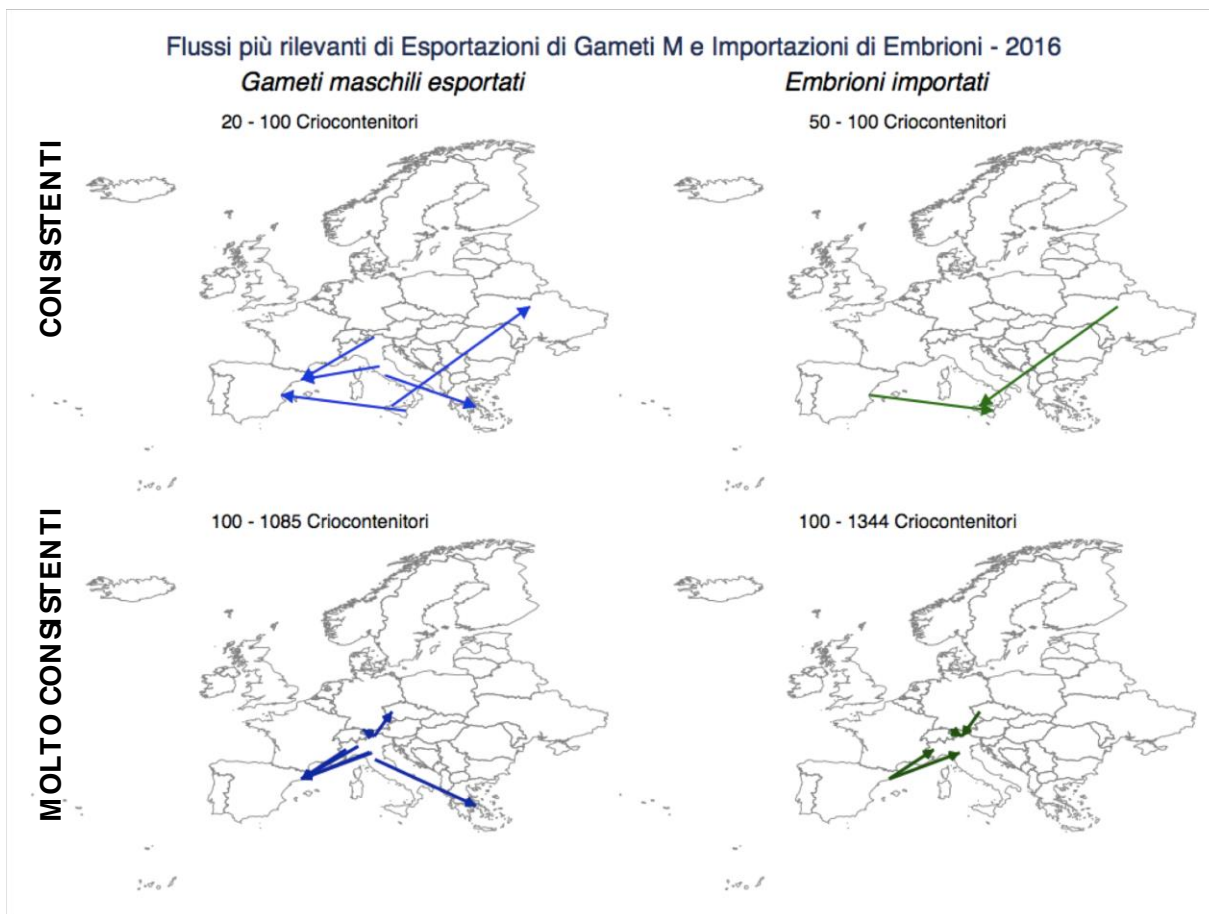 Flussi più rilevanti di Esportazioni di Gameti M e Importazioni di Embrioni - 2016
Gameti maschili esportati
Embrioni importati
20 - 100 Criocontenitori
50 - 100 Criocontenitori
CONSISTENTI
100 - 1085 Criocontenitori
100 - 1344 Criocontenitori
MOLTO CONSISTENTI